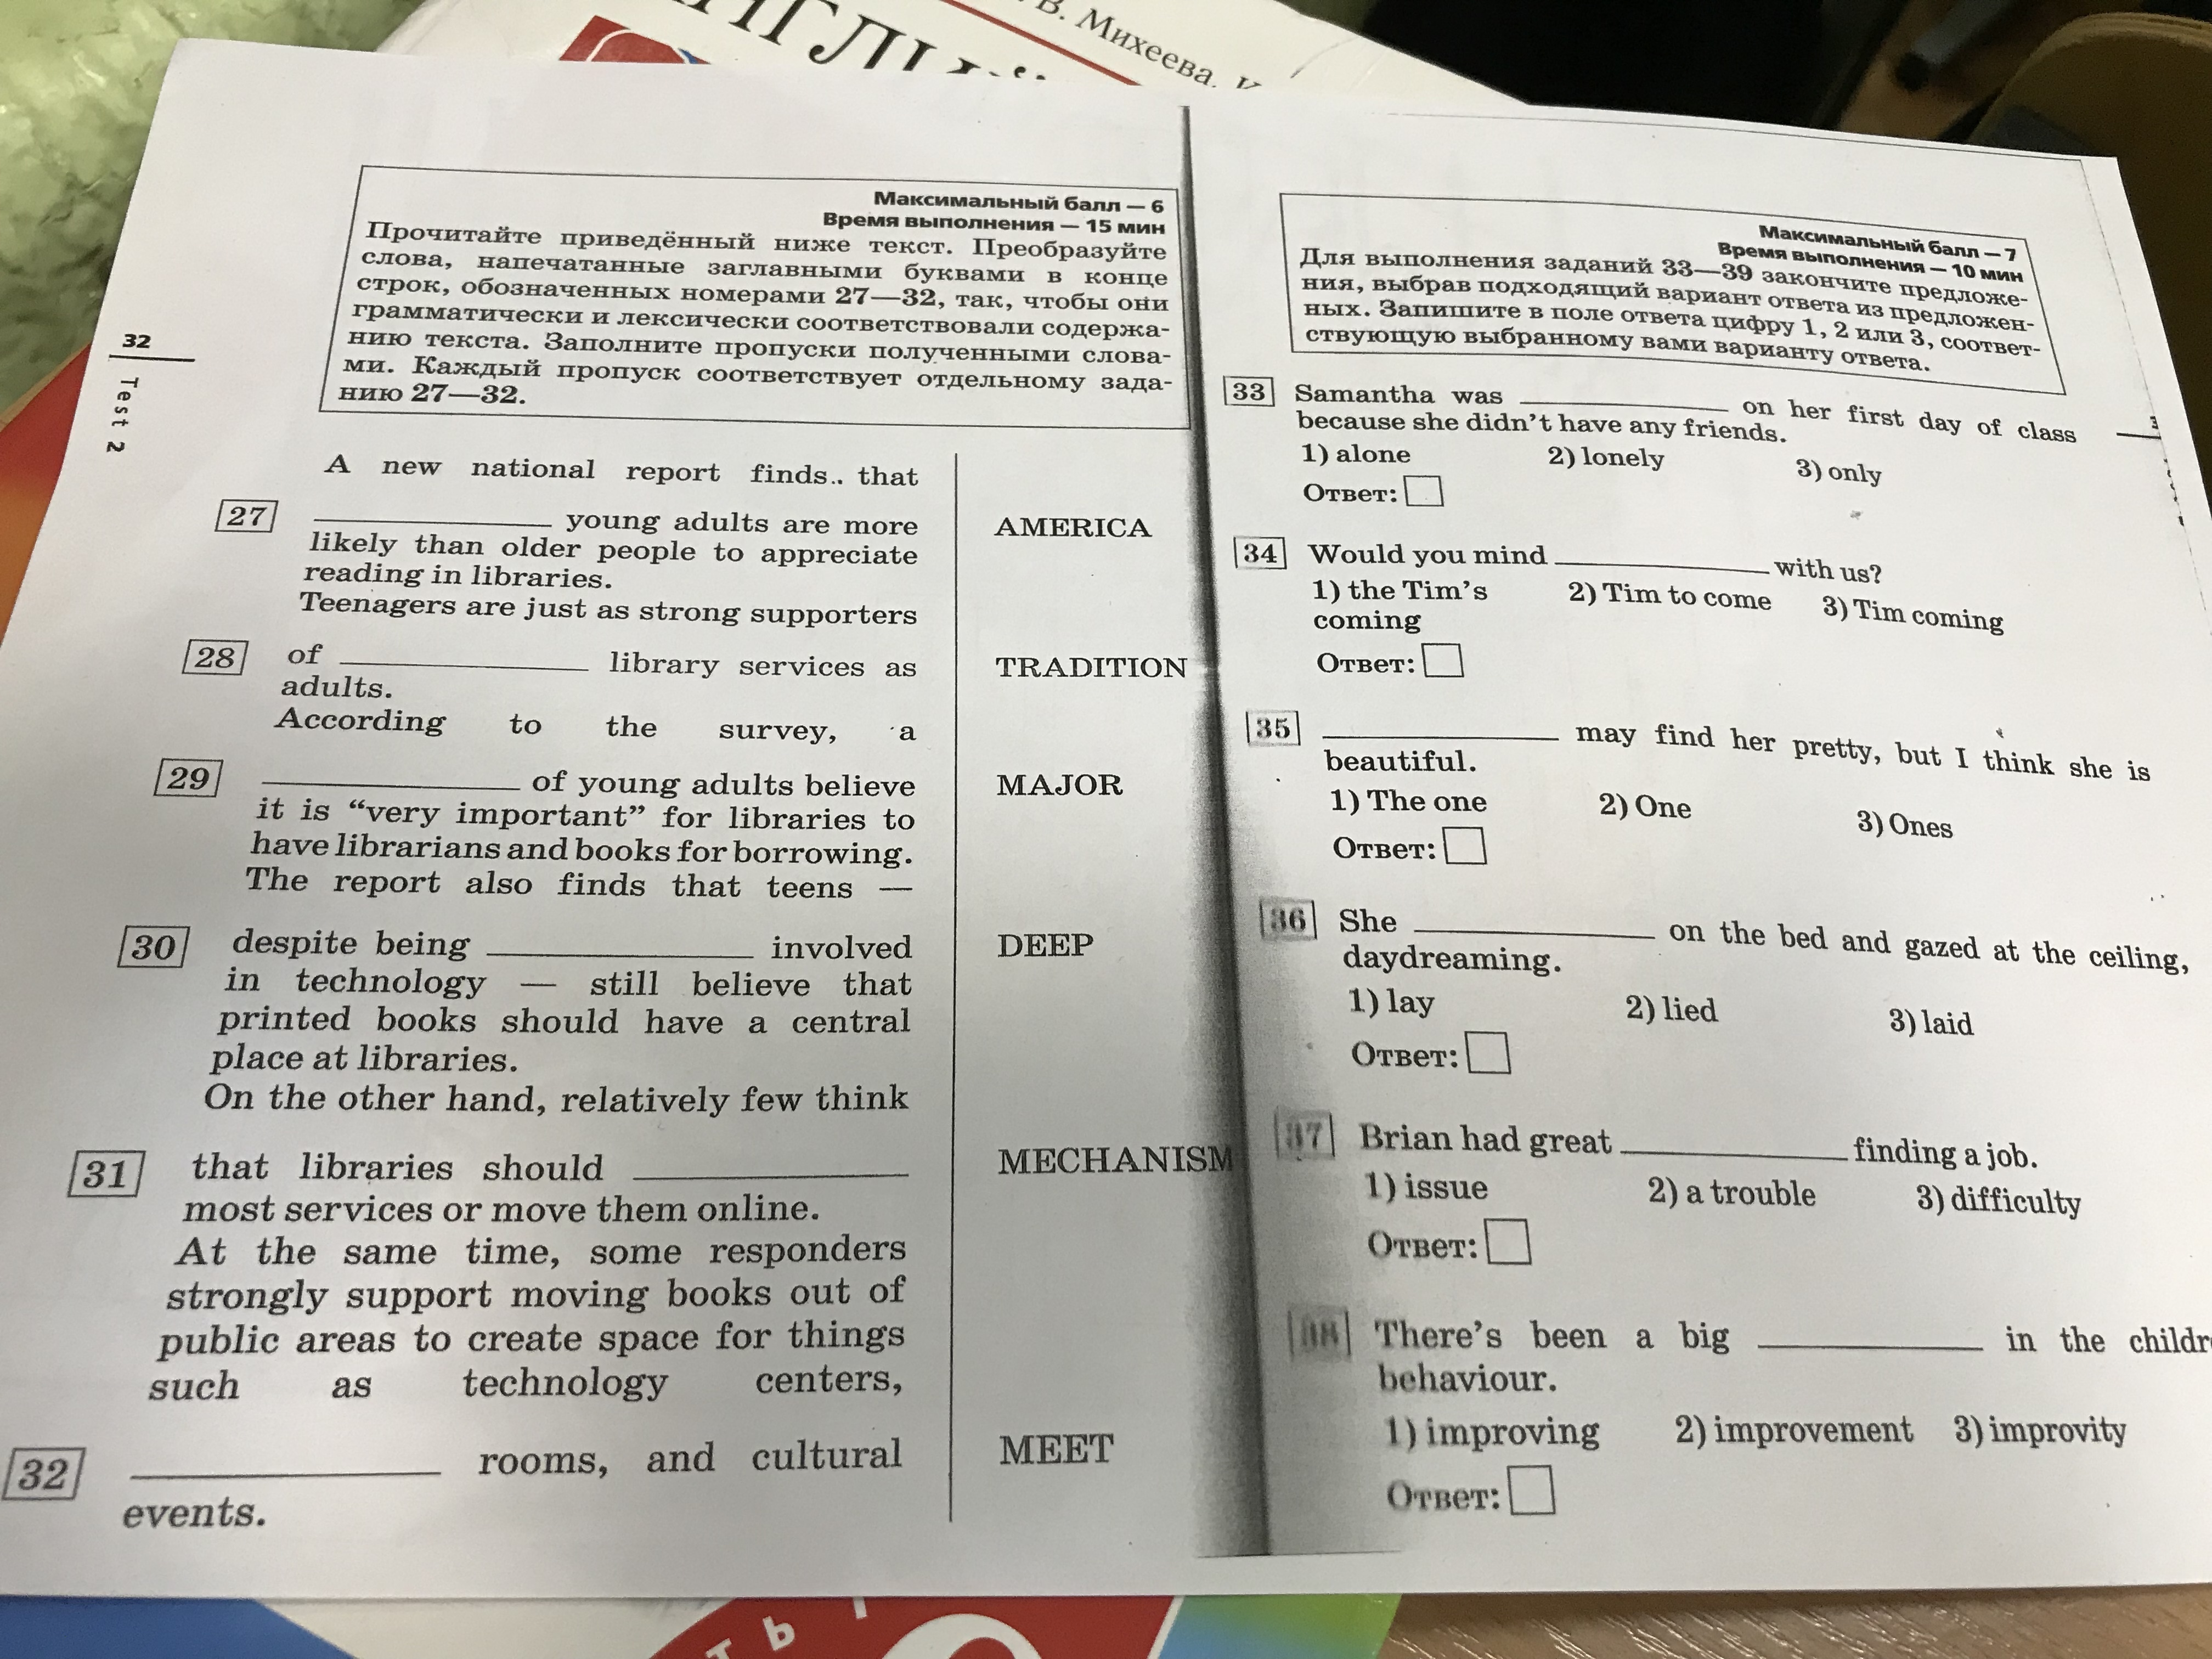 В. Михеева.
Максимальный балл — 6
Время выполнения — 15 мин
Прочитайте приведённый ниже текст. Преобразуйте
слова, напечатанные заглавными буквами в конце
строк, обозначенных номерами 27—32, так, чтобы они
грамматически и лексически соответствовали содержа-
нию текста. Заполните пропуски полученными слова-
ми. Каждый пропуск соответствует отдельному зада-
нию 27—32.
32
Test 2
A new national report finds.. that
27 ____________ young adults are more AMERICA
likely than older people to appreciate
reading in libraries.
Teenagers are just as strong supporters
28 of ____________ library services as TRADITION
adults.
According to the survey, a
29 ____________ of young adults believe MAJOR
it is “very important” for libraries to
have librarians and books for borrowing.
The report also finds that teens —
30 despite being ____________ involved DEEP
in technology — still believe that
printed books should have a central
place at libraries.
On the other hand, relatively few think
31 that libraries should ____________ MECHANISM
most services or move them online.
At the same time, some responders
strongly support moving books out of
public areas to create space for things
such as technology centers,
32 ____________ rooms, and cultural MEET
events.
Максимальный балл — 7
Время выполнения — 10 мин
Для выполнения заданий 33—39 закончите предложе-
ния, выбрав подходящий вариант ответа из предложен-
ных. Запишите в поле ответа цифру 1, 2 или 3, соответ-
ствующую выбранному вами варианту ответа.
33 Samantha was ____________ on her first day of class
because she didn’t have any friends.
1) alone 2) lonely 3) only
Ответ:
34 Would you mind ____________ with us?
1) the Tim’s 2) Tim to come 3) Tim coming
coming
Ответ:
35 ____________ may find her pretty, but I think she is
beautiful.
1) The one 2) One 3) Ones
Ответ:
36 She ____________ on the bed and gazed at the ceiling,
daydreaming.
1) lay 2) lied 3) laid
Ответ:
37 Brian had great ____________ finding a job.
1) issue 2) a trouble 3) difficulty
Ответ:
38 There’s been a big ____________ in the childr
behaviour.
1) improving 2) improvement 3) improvity
Ответ: